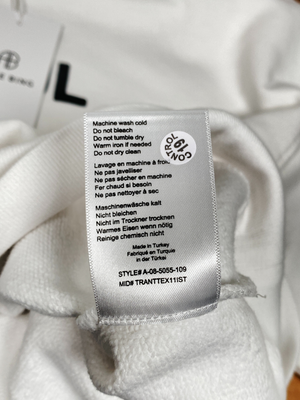 E BING
L
Machine wash cold
Do not bleach
Do not tumble dry
Warm iron if needed
Do not dry clean
CONTROL
19
Lavage en machine à froid
Ne pas javelliser
Ne pas sécher en machine
Fer chaud si besoin
Ne pas nettoyer à sec
Maschinenwäsche kalt
Nicht bleichen
Nicht im Trockner trocknen
Warmes Eisen wenn nötig
Reinige chemisch nicht
Made in Turkey
Fabriqué en Turquie
in der Türkei
STYLE# A-08-5055-109
MID# TRANTTEX11IST